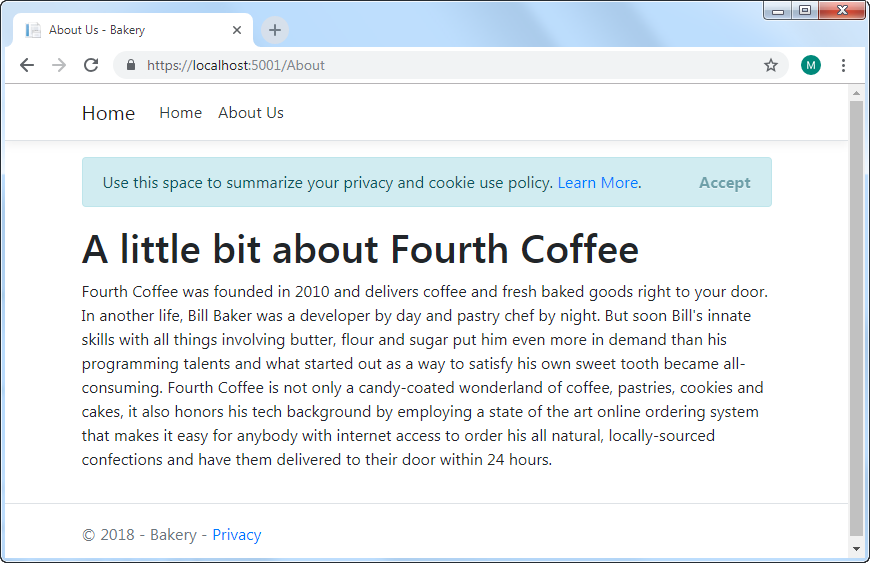 About Us - Bakery
https://localhost:5001/About
M
Home Home About Us
Use this space to summarize your privacy and cookie use policy. Learn More. Accept
A little bit about Fourth Coffee
Fourth Coffee was founded in 2010 and delivers coffee and fresh baked goods right to your door.
In another life, Bill Baker was a developer by day and pastry chef by night. But soon Bill's innate
skills with all things involving butter, flour and sugar put him even more in demand than his
programming talents and what started out as a way to satisfy his own sweet tooth became all-
consuming. Fourth Coffee is not only a candy-coated wonderland of coffee, pastries, cookies and
cakes, it also honors his tech background by employing a state of the art online ordering system
that makes it easy for anybody with internet access to order his all natural, locally-sourced
confections and have them delivered to their door within 24 hours.
© 2018 - Bakery - Privacy